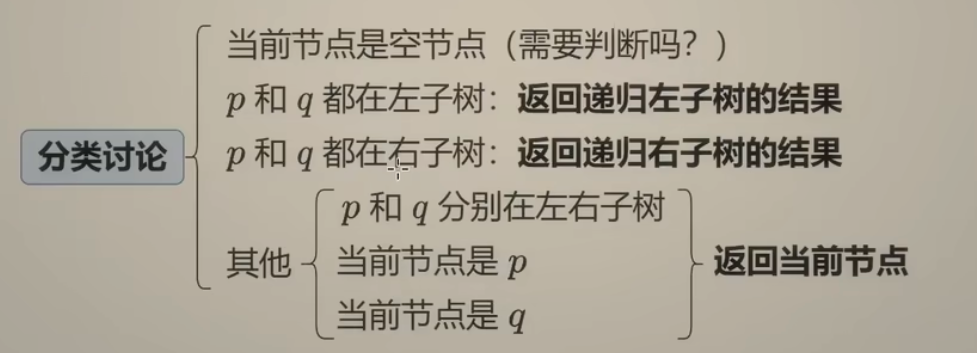 当前节点是空节点（需要判断吗？）
p 和 q 都在左子树：返回递归左子树的结果
p 和 q 都在右子树：返回递归右子树的结果
分类讨论
p 和 q 分别在左右子树
其他
当前节点是 p
返回当前节点
当前节点是 q